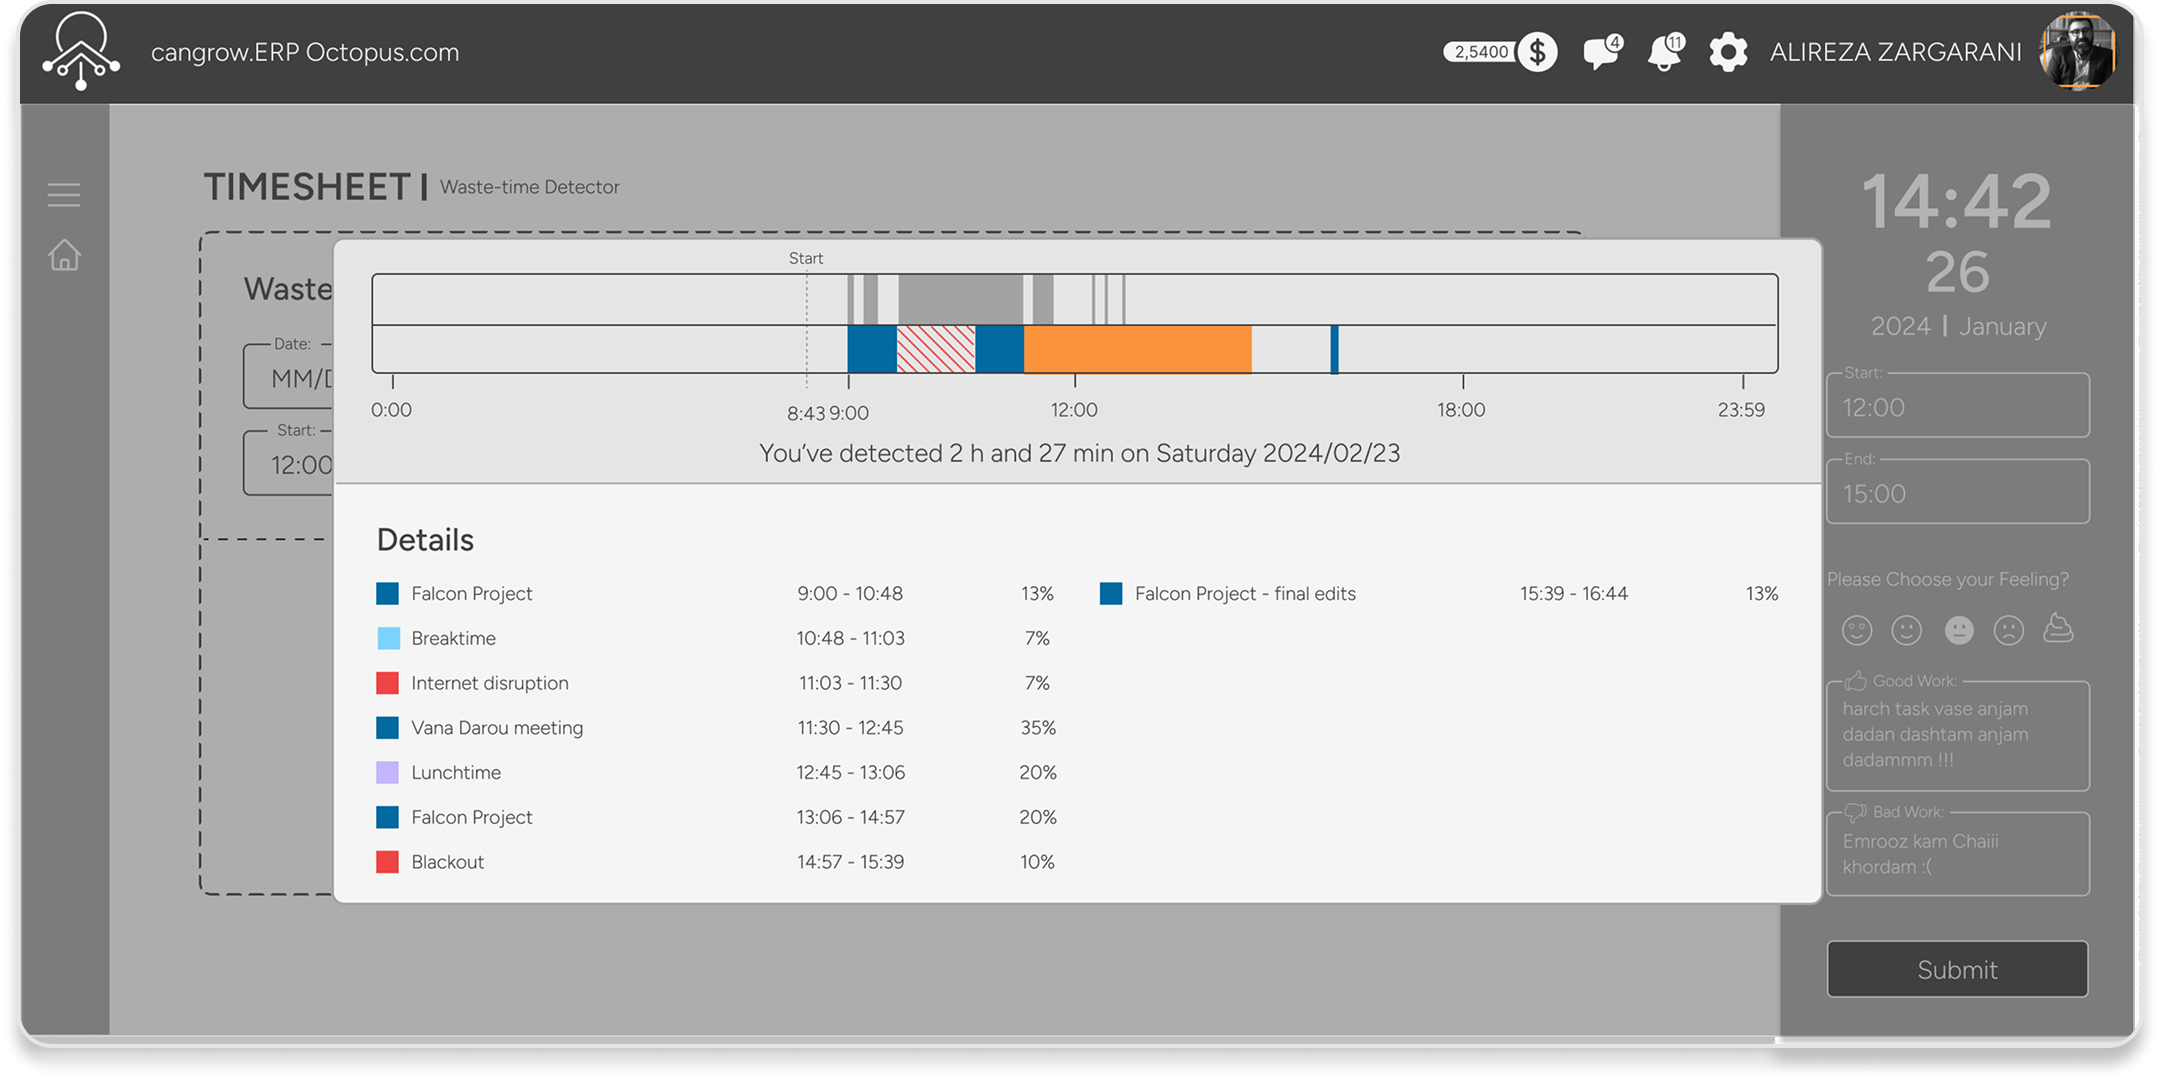 cangrow.ERP Octopus.com
2,5400
$
4
11
ALIREZA ZARGARANI
TIMESHEET | Waste-time Detector
Waste
Date:
MM/D
Start:
12:00
Start
0:00
8:43
9:00
12:00
18:00
23:59
You’ve detected 2 h and 27 min on Saturday 2024/02/23
Details
Falcon Project 9:00 - 10:48 13%
Breaktime 10:48 - 11:03 7%
Internet disruption 11:03 - 11:30 7%
Vana Darou meeting 11:30 - 12:45 35%
Lunchtime 12:45 - 13:06 20%
Falcon Project 13:06 - 14:57 20%
Blackout 14:57 - 15:39 10%
Falcon Project - final edits 15:39 - 16:44 13%
14:42
26
2024 | January
Start:
12:00
End:
15:00
Please Choose your Feeling?
Good Work:
harch task vase anjam
dadan dashtam anjam
dadammm !!!
Bad Work:
Emrooz kam Chaiii
khordam :(
Submit